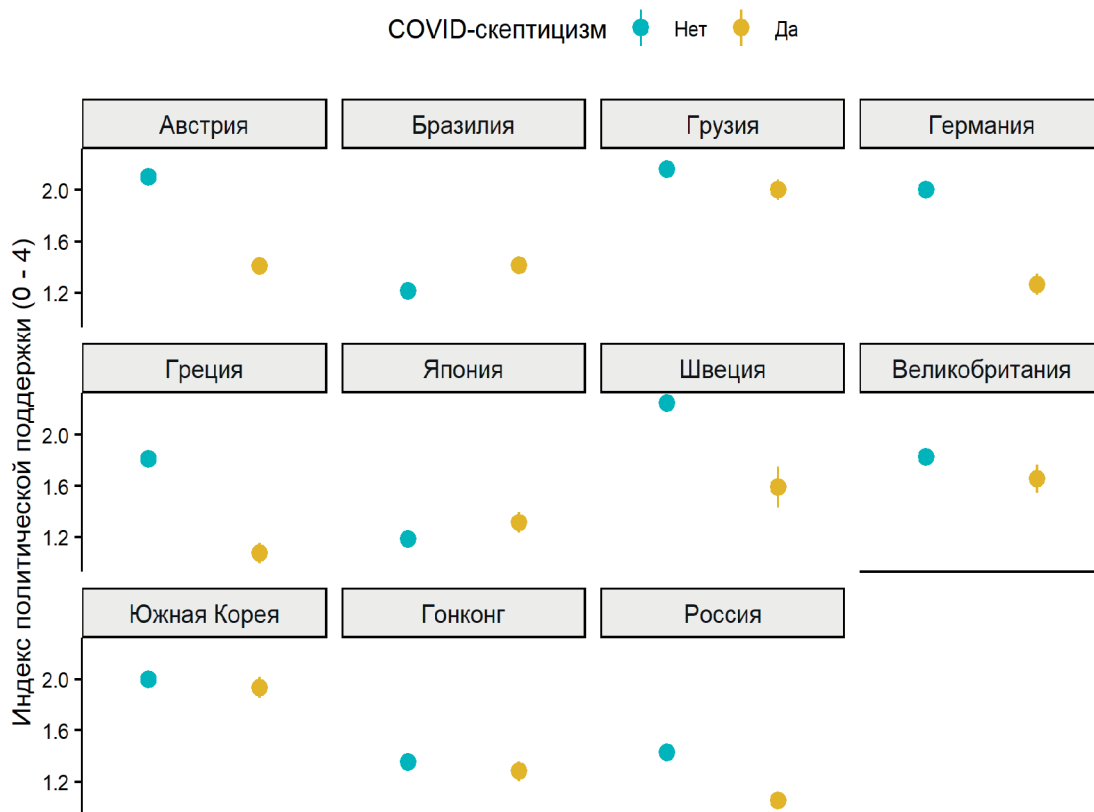 COVID-скептицизм Нет Да
Индекс политической поддержки (0 - 4)
Австрия Бразилия Грузия Германия
2.0
1.6
1.2
Греция Япония Швеция Великобритания
2.0
1.6
1.2
Южная Корея Гонконг Россия
2.0
1.6
1.2